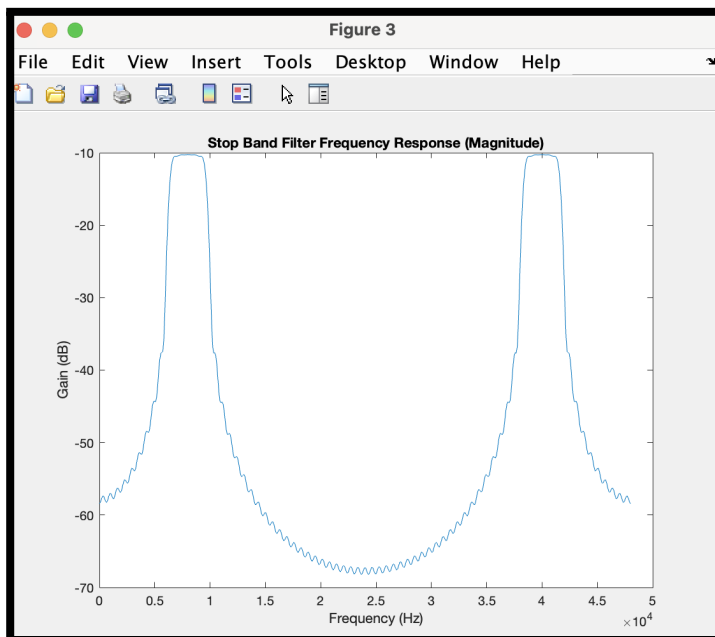 Figure 3
File Edit View Insert Tools Desktop Window Help
Stop Band Filter Frequency Response (Magnitude)
-10
-20
-30
-40
-50
-60
-70
Gain (dB)
0 0.5 1 1.5 2 2.5 3 3.5 4 4.5 5
Frequency (Hz)
×10⁴